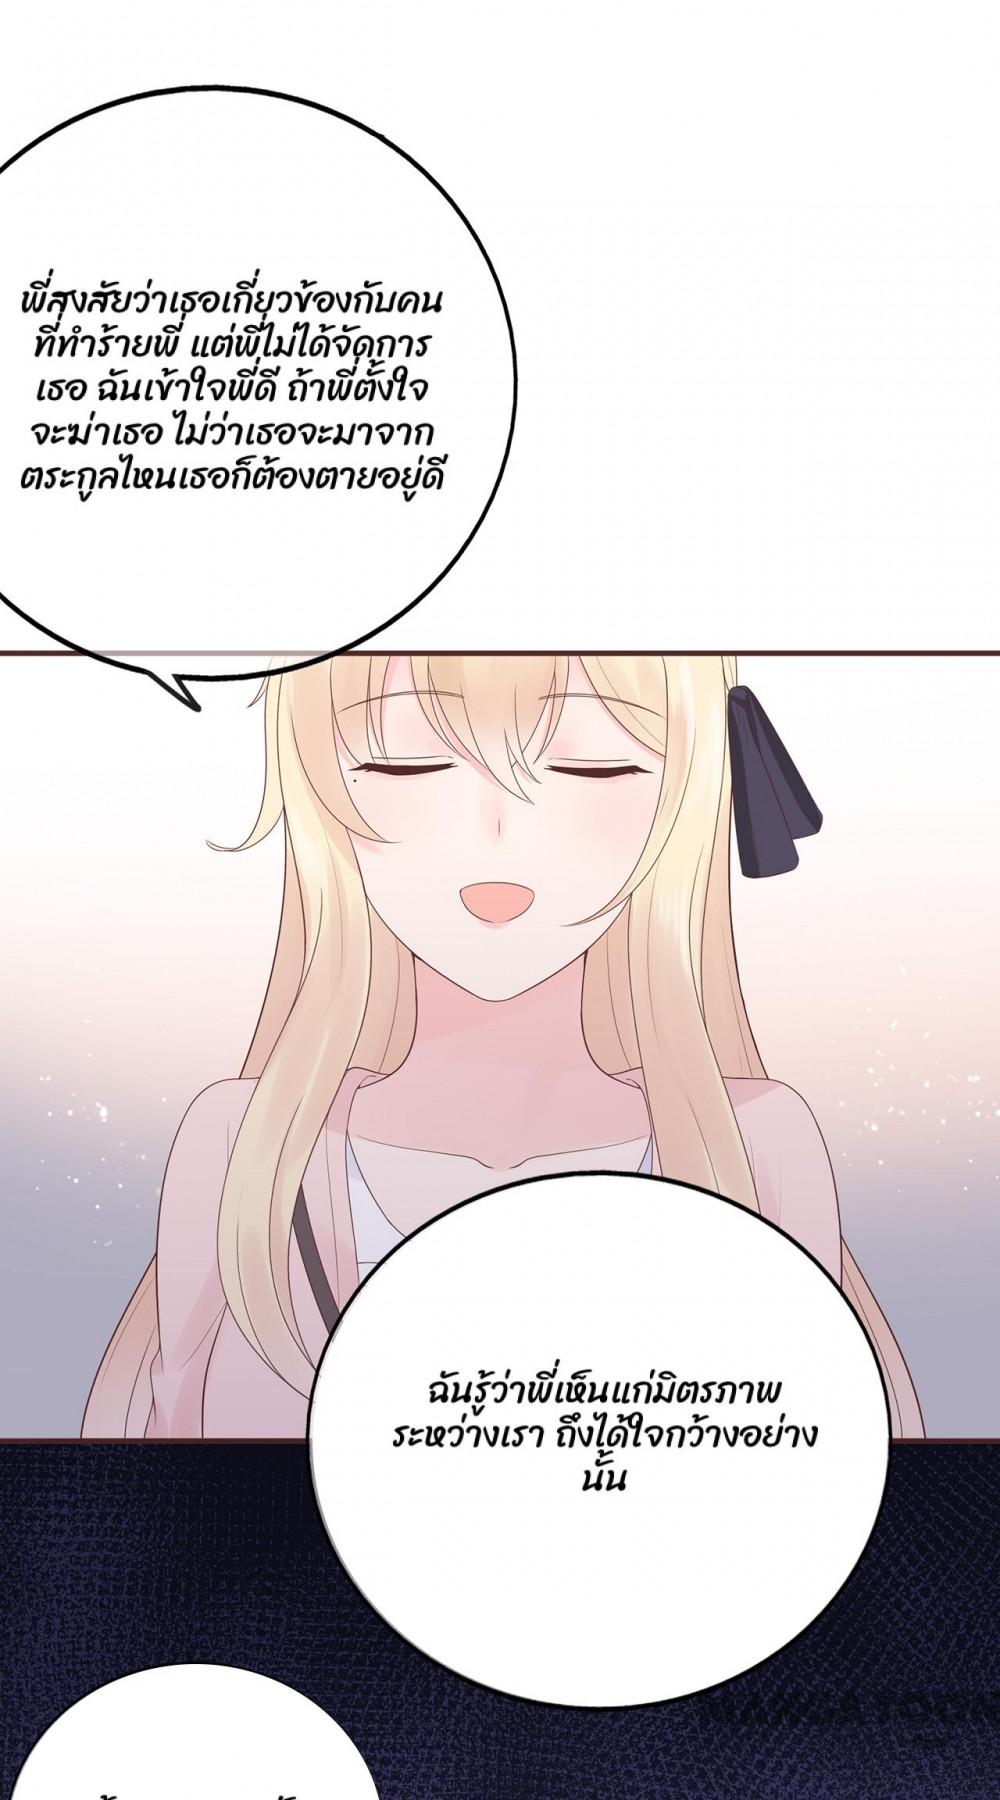 พี่สงสัยว่าเธอเกี่ยวข้องกับคน
ที่ทำร้ายพี่ แต่พี่ไม่ได้จัดการ
เธอ ฉันเข้าใจพี่ดี ถ้าพี่ตั้งใจ
จะฆ่าเธอ ไม่ว่าเธอจะมาจาก
ตระกูลไหนเธอก็ต้องตายอยู่ดี
ฉันรู้ว่าพี่เห็นแก่มิตรภาพ
ระหว่างเรา ถึงได้ใจกว้างอย่าง
นั้น